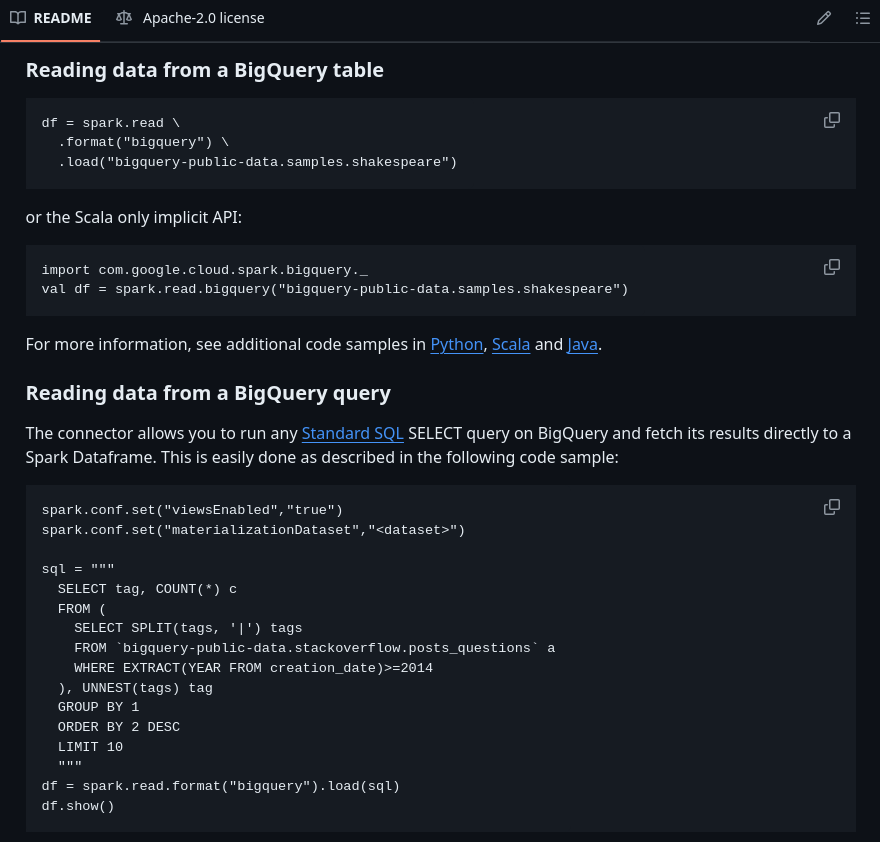 README
Apache-2.0 license
Reading data from a BigQuery table
df = spark.read \
  .format("bigquery") \
  .load("bigquery-public-data.samples.shakespeare")
or the Scala only implicit API:
import com.google.cloud.spark.bigquery._
val df = spark.read.bigquery("bigquery-public-data.samples.shakespeare")
For more information, see additional code samples in Python, Scala and Java.
Reading data from a BigQuery query
The connector allows you to run any Standard SQL SELECT query on BigQuery and fetch its results directly to a
Spark Dataframe. This is easily done as described in the following code sample:
spark.conf.set("viewsEnabled","true")
spark.conf.set("materializationDataset","<dataset>")
sql = """
  SELECT tag, COUNT(*) c
  FROM (
    SELECT SPLIT(tags, '|') tags
    FROM `bigquery-public-data.stackoverflow.posts_questions` a
    WHERE EXTRACT(YEAR FROM creation_date)>=2014
  ), UNNEST(tags) tag
  GROUP BY 1
  ORDER BY 2 DESC
  LIMIT 10
  """
df = spark.read.format("bigquery").load(sql)
df.show()